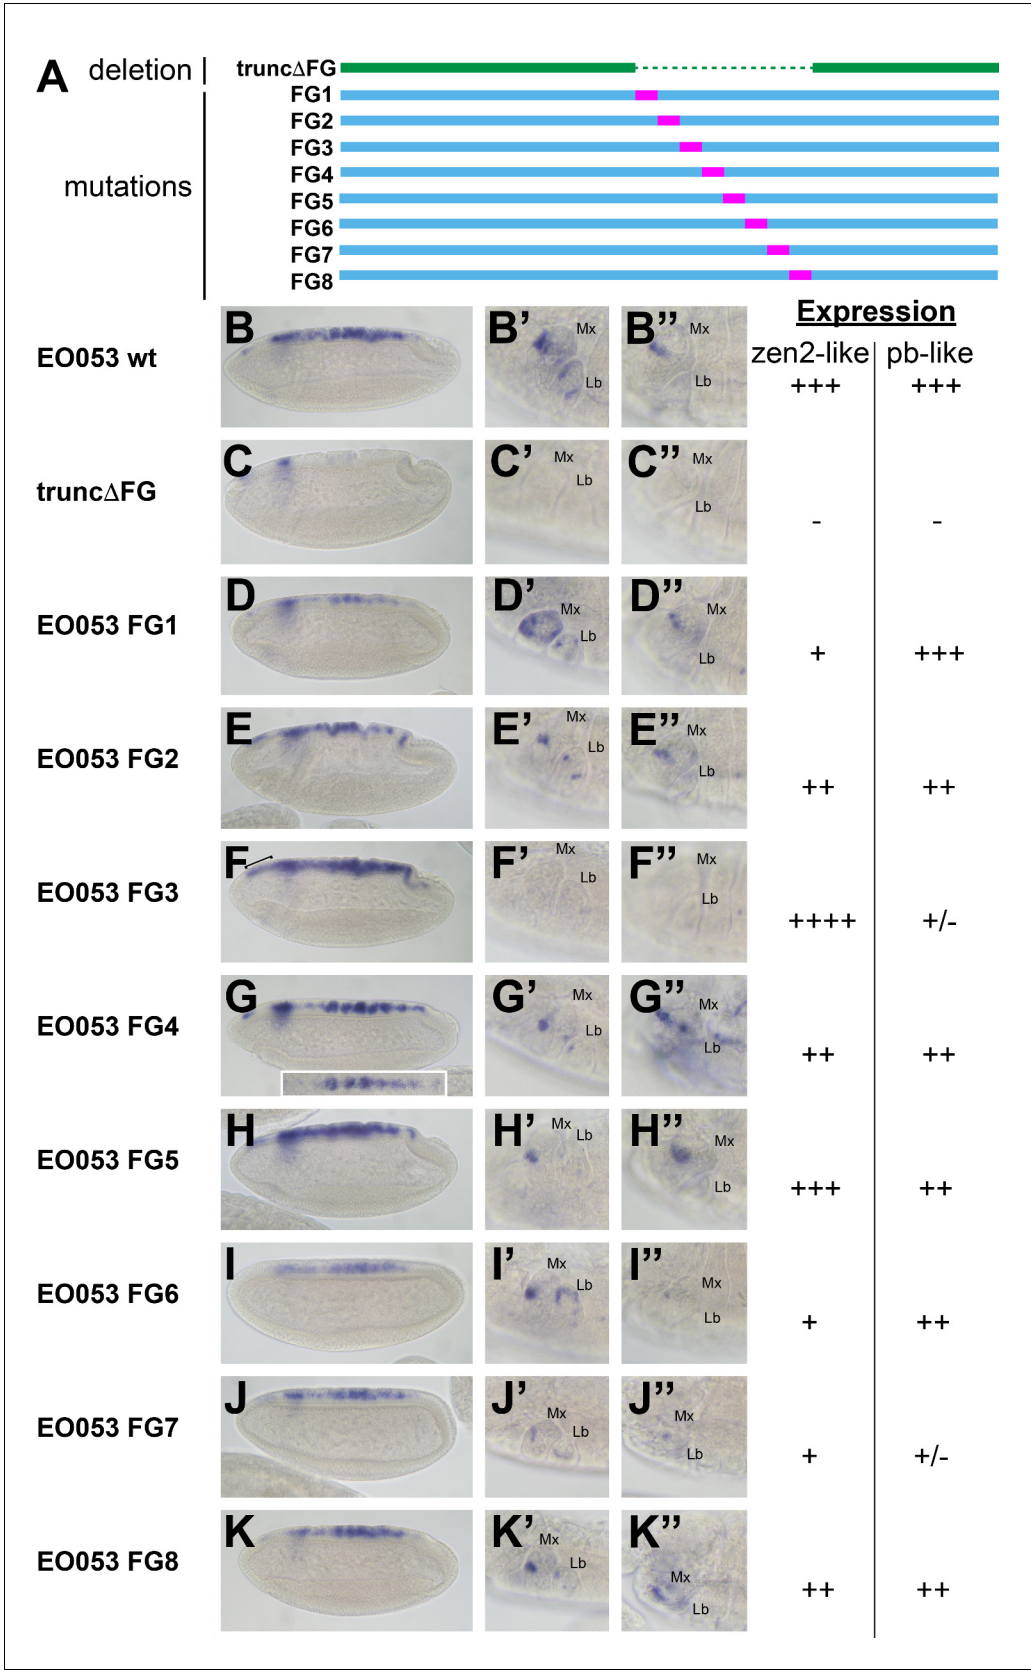 A
deletion
truncΔFG
mutations
FG1
FG2
FG3
FG4
FG5
FG6
FG7
FG8
Expression
zen2-like pb-like
EO053 wt
B
B’ Mx Lb
B’’ Mx Lb
+++ +++
truncΔFG
C
C’ Mx Lb
C’’ Mx Lb
- -
EO053 FG1
D
D’ Mx Lb
D’’ Mx Lb
+ +++
EO053 FG2
E
E’ Mx Lb
E’’ Mx Lb
++ ++
EO053 FG3
F
F’ Mx Lb
F’’ Mx Lb
++++ +/-
EO053 FG4
G
G’ Mx Lb
G’’ Mx Lb
++ ++
EO053 FG5
H
H’ Mx Lb
H’’ Mx Lb
+++ ++
EO053 FG6
I
I’ Mx Lb
I’’ Mx Lb
+ ++
EO053 FG7
J
J’ Mx Lb
J’’ Mx Lb
+ +/-
EO053 FG8
K
K’ Mx Lb
K’’ Mx Lb
++ ++